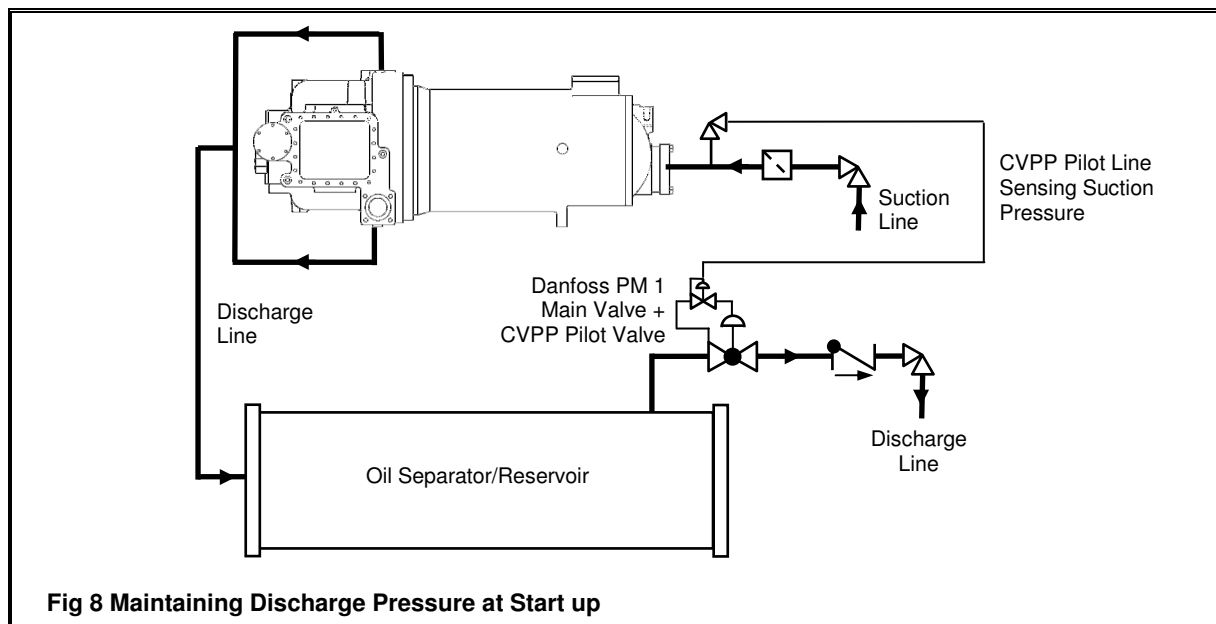 CVPP Pilot Line
Sensing Suction
Pressure
Suction
Line
Danfoss PM 1
Main Valve +
CVPP Pilot Valve
Discharge
Line
Discharge
Line
Oil Separator/Reservoir
Fig 8 Maintaining Discharge Pressure at Start up